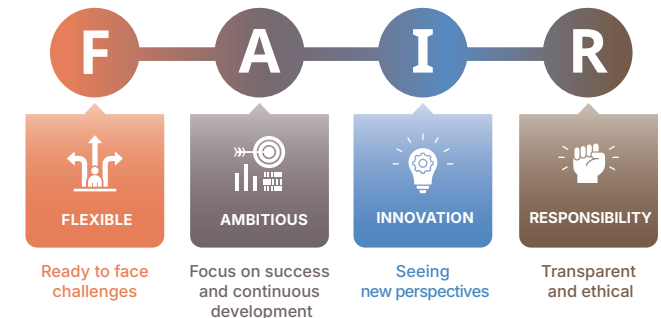 F A I R
FLEXIBLE
Ready to face
challenges
AMBITIOUS
Focus on success
and continuous
development
INNOVATION
Seeing
new perspectives
RESPONSIBILITY
Transparent
and ethical